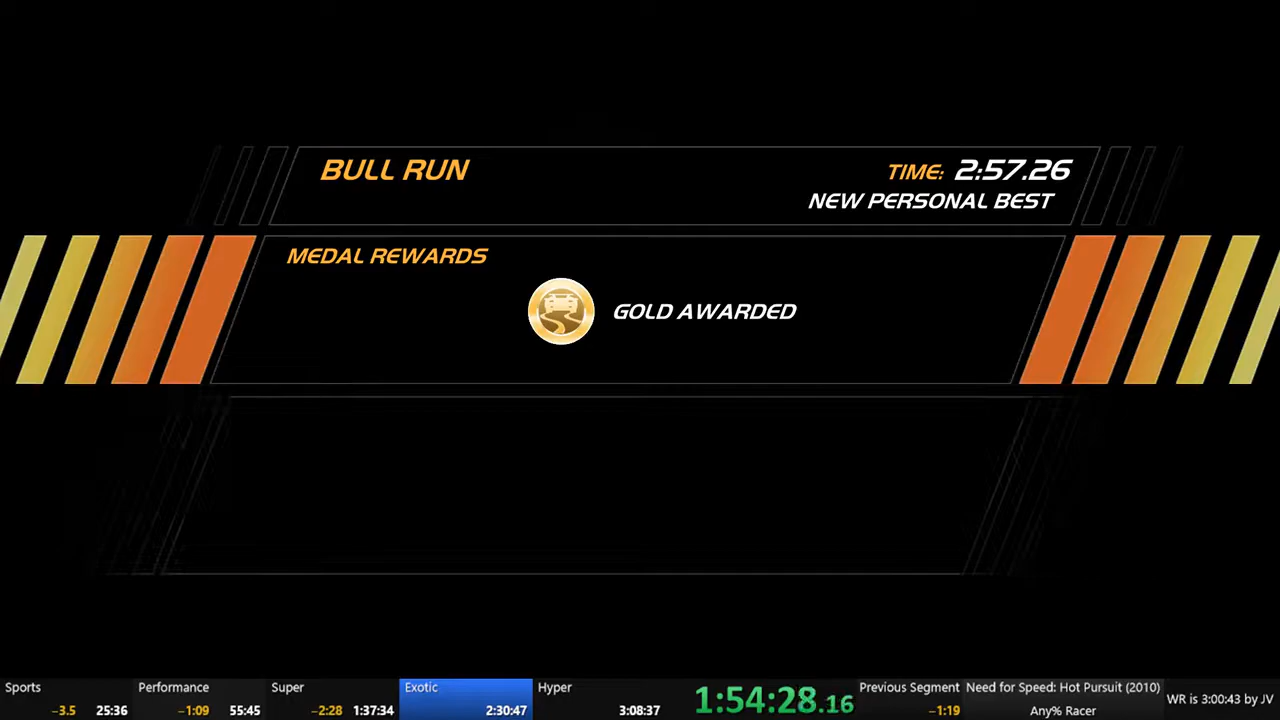 BULL RUN
TIME: 2:57.26
NEW PERSONAL BEST
MEDAL REWARDS
GOLD AWARDED
Sports
−3.5 25:36
Performance
−1:09 55:45
Super
−2:28 1:37:34
Exotic
2:30:47
Hyper
3:08:37
1:54:28.16
Previous Segment
−1:19
Need for Speed: Hot Pursuit (2010)
Any% Racer
WR is 3:00:43 by JV